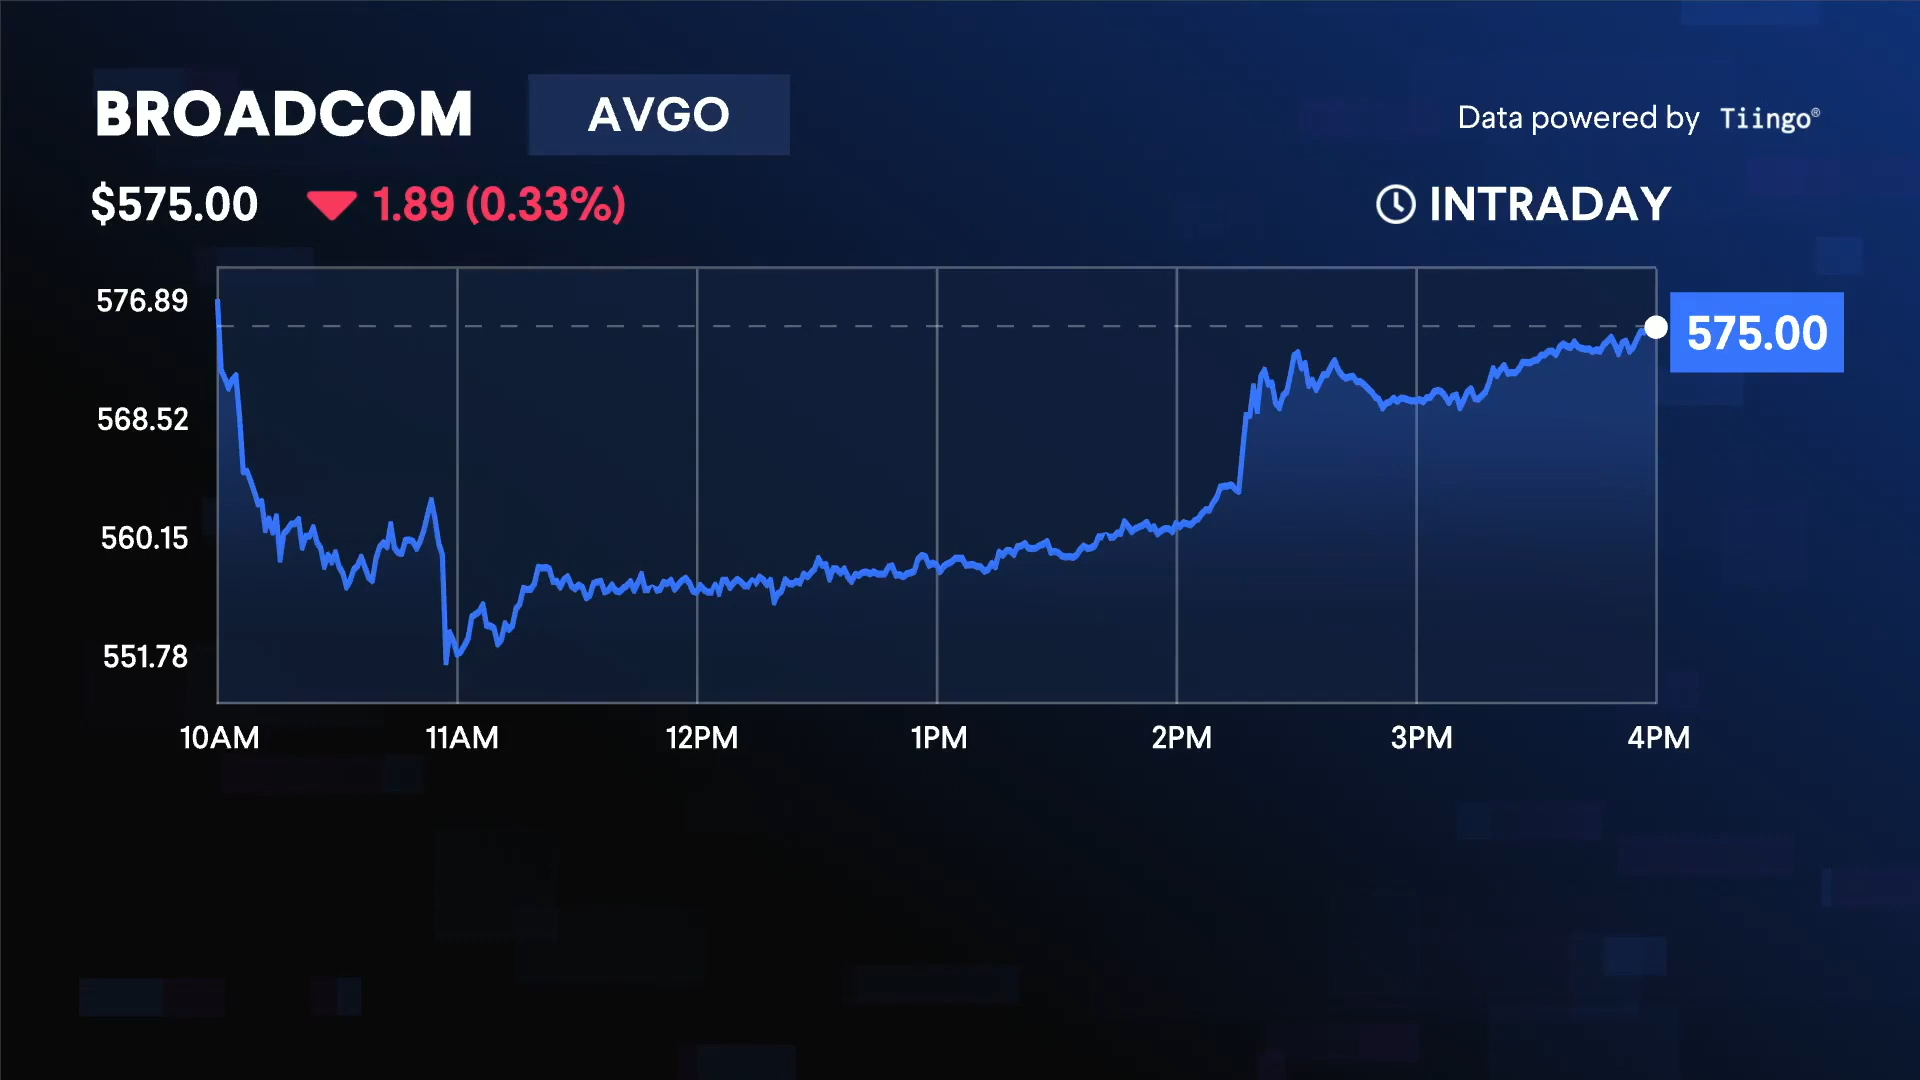 BROADCOM AVGO
Data powered by Tiingo®
$575.00 ▼ 1.89 (0.33%)
INTRADAY
576.89
575.00
568.52
560.15
551.78
10AM 11AM 12PM 1PM 2PM 3PM 4PM